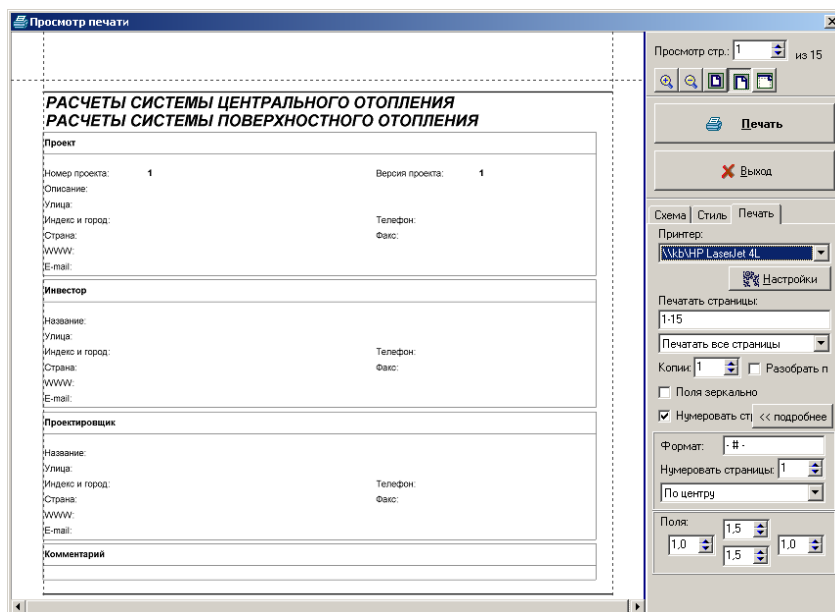 Просмотр печати
РАСЧЕТЫ СИСТЕМЫ ЦЕНТРАЛЬНОГО ОТОПЛЕНИЯ
РАСЧЕТЫ СИСТЕМЫ ПОВЕРХНОСТНОГО ОТОПЛЕНИЯ
Проект
Номер проекта: 1 Версия проекта: 1
Описание:
Улица:
Индекс и город: Телефон:
Страна: Факс:
WWW:
E-mail:
Инвестор
Название:
Улица:
Индекс и город: Телефон:
Страна: Факс:
WWW:
E-mail:
Проектировщик
Название:
Улица:
Индекс и город: Телефон:
Страна: Факс:
WWW:
E-mail:
Комментарий
Просмотр стр.: 1 из 15
Печать
Выход
Схема Стиль Печать
Принтер:
\\kb\HP LaserJet 4L
Настройки
Печатать страницы:
1-15
Печатать все страницы
Копии: 1 Разобрать п
Поля зеркально
Нумеровать стр << подробнее
Формат: - # -
Нумеровать страницы: 1
По центру
Поля:
1,5
1,0 1,0
1,5